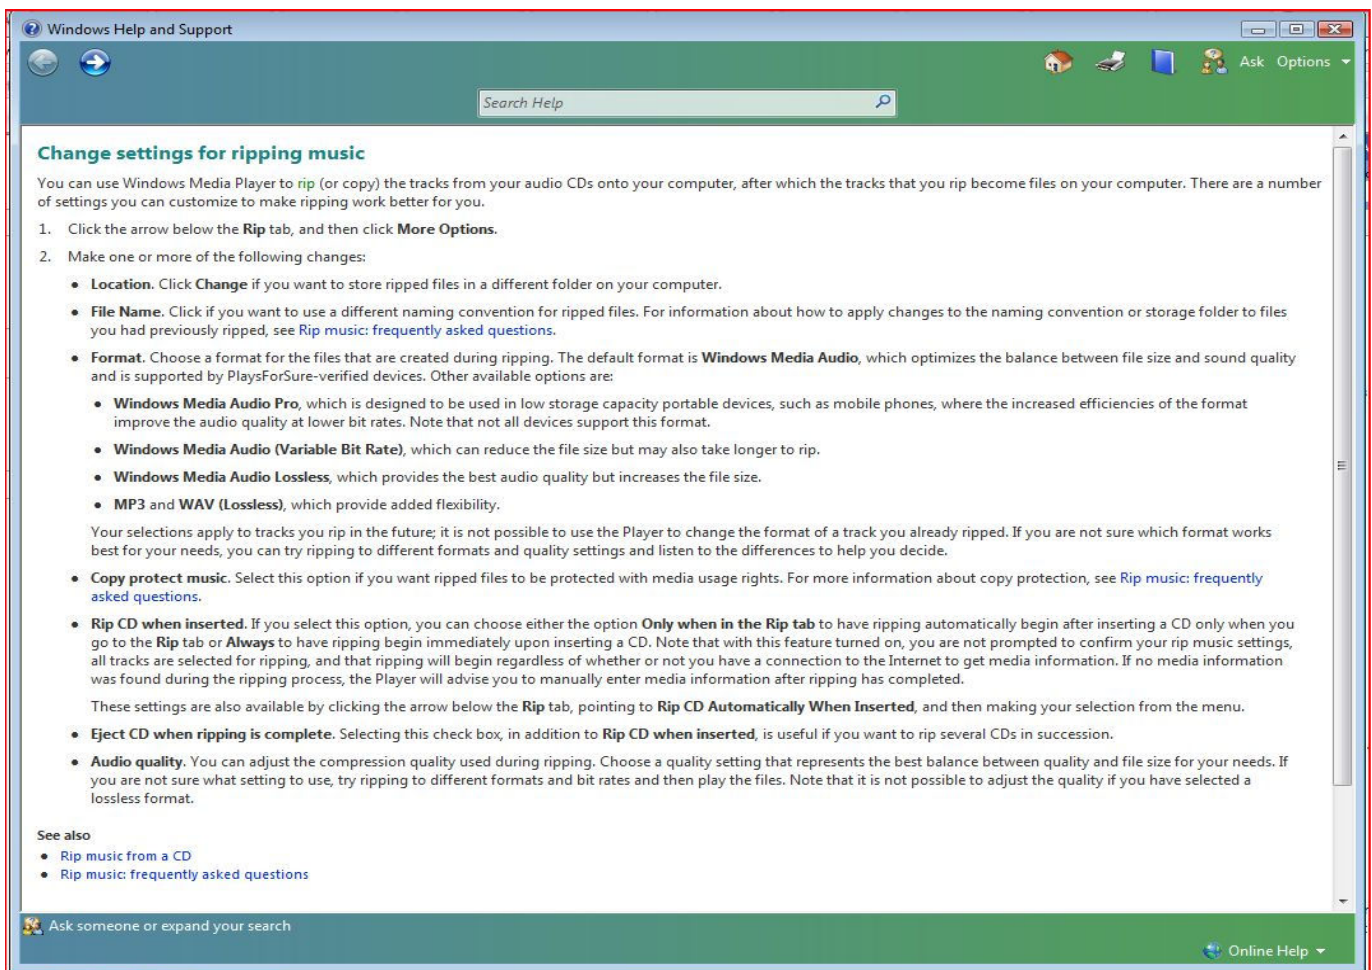 Windows Help and Support
Ask Options
Search Help
Change settings for ripping music
You can use Windows Media Player to rip (or copy) the tracks from your audio CDs onto your computer, after which the tracks that you rip become files on your computer. There are a number
of settings you can customize to make ripping work better for you.
1. Click the arrow below the Rip tab, and then click More Options.
2. Make one or more of the following changes:
• Location. Click Change if you want to store ripped files in a different folder on your computer.
• File Name. Click if you want to use a different naming convention for ripped files. For information about how to apply changes to the naming convention or storage folder to files
you had previously ripped, see Rip music: frequently asked questions.
• Format. Choose a format for the files that are created during ripping. The default format is Windows Media Audio, which optimizes the balance between file size and sound quality
and is supported by PlaysForSure-verified devices. Other available options are:
• Windows Media Audio Pro, which is designed to be used in low storage capacity portable devices, such as mobile phones, where the increased efficiencies of the format
improve the audio quality at lower bit rates. Note that not all devices support this format.
• Windows Media Audio (Variable Bit Rate), which can reduce the file size but may also take longer to rip.
• Windows Media Audio Lossless, which provides the best audio quality but increases the file size.
• MP3 and WAV (Lossless), which provide added flexibility.
Your selections apply to tracks you rip in the future; it is not possible to use the Player to change the format of a track you already ripped. If you are not sure which format works
best for your needs, you can try ripping to different formats and quality settings and listen to the differences to help you decide.
• Copy protect music. Select this option if you want ripped files to be protected with media usage rights. For more information about copy protection, see Rip music: frequently
asked questions.
• Rip CD when inserted. If you select this option, you can choose either the option Only when in the Rip tab to have ripping automatically begin after inserting a CD only when you
go to the Rip tab or Always to have ripping begin immediately upon inserting a CD. Note that with this feature turned on, you are not prompted to confirm your rip music settings,
all tracks are selected for ripping, and that ripping will begin regardless of whether or not you have a connection to the Internet to get media information. If no media information
was found during the ripping process, the Player will advise you to manually enter media information after ripping has completed.
These settings are also available by clicking the arrow below the Rip tab, pointing to Rip CD Automatically When Inserted, and then making your selection from the menu.
• Eject CD when ripping is complete. Selecting this check box, in addition to Rip CD when inserted, is useful if you want to rip several CDs in succession.
• Audio quality. You can adjust the compression quality used during ripping. Choose a quality setting that represents the best balance between quality and file size for your needs. If
you are not sure what setting to use, try ripping to different formats and bit rates and then play the files. Note that it is not possible to adjust the quality if you have selected a
lossless format.
See also
• Rip music from a CD
• Rip music: frequently asked questions
Ask someone or expand your search
Online Help